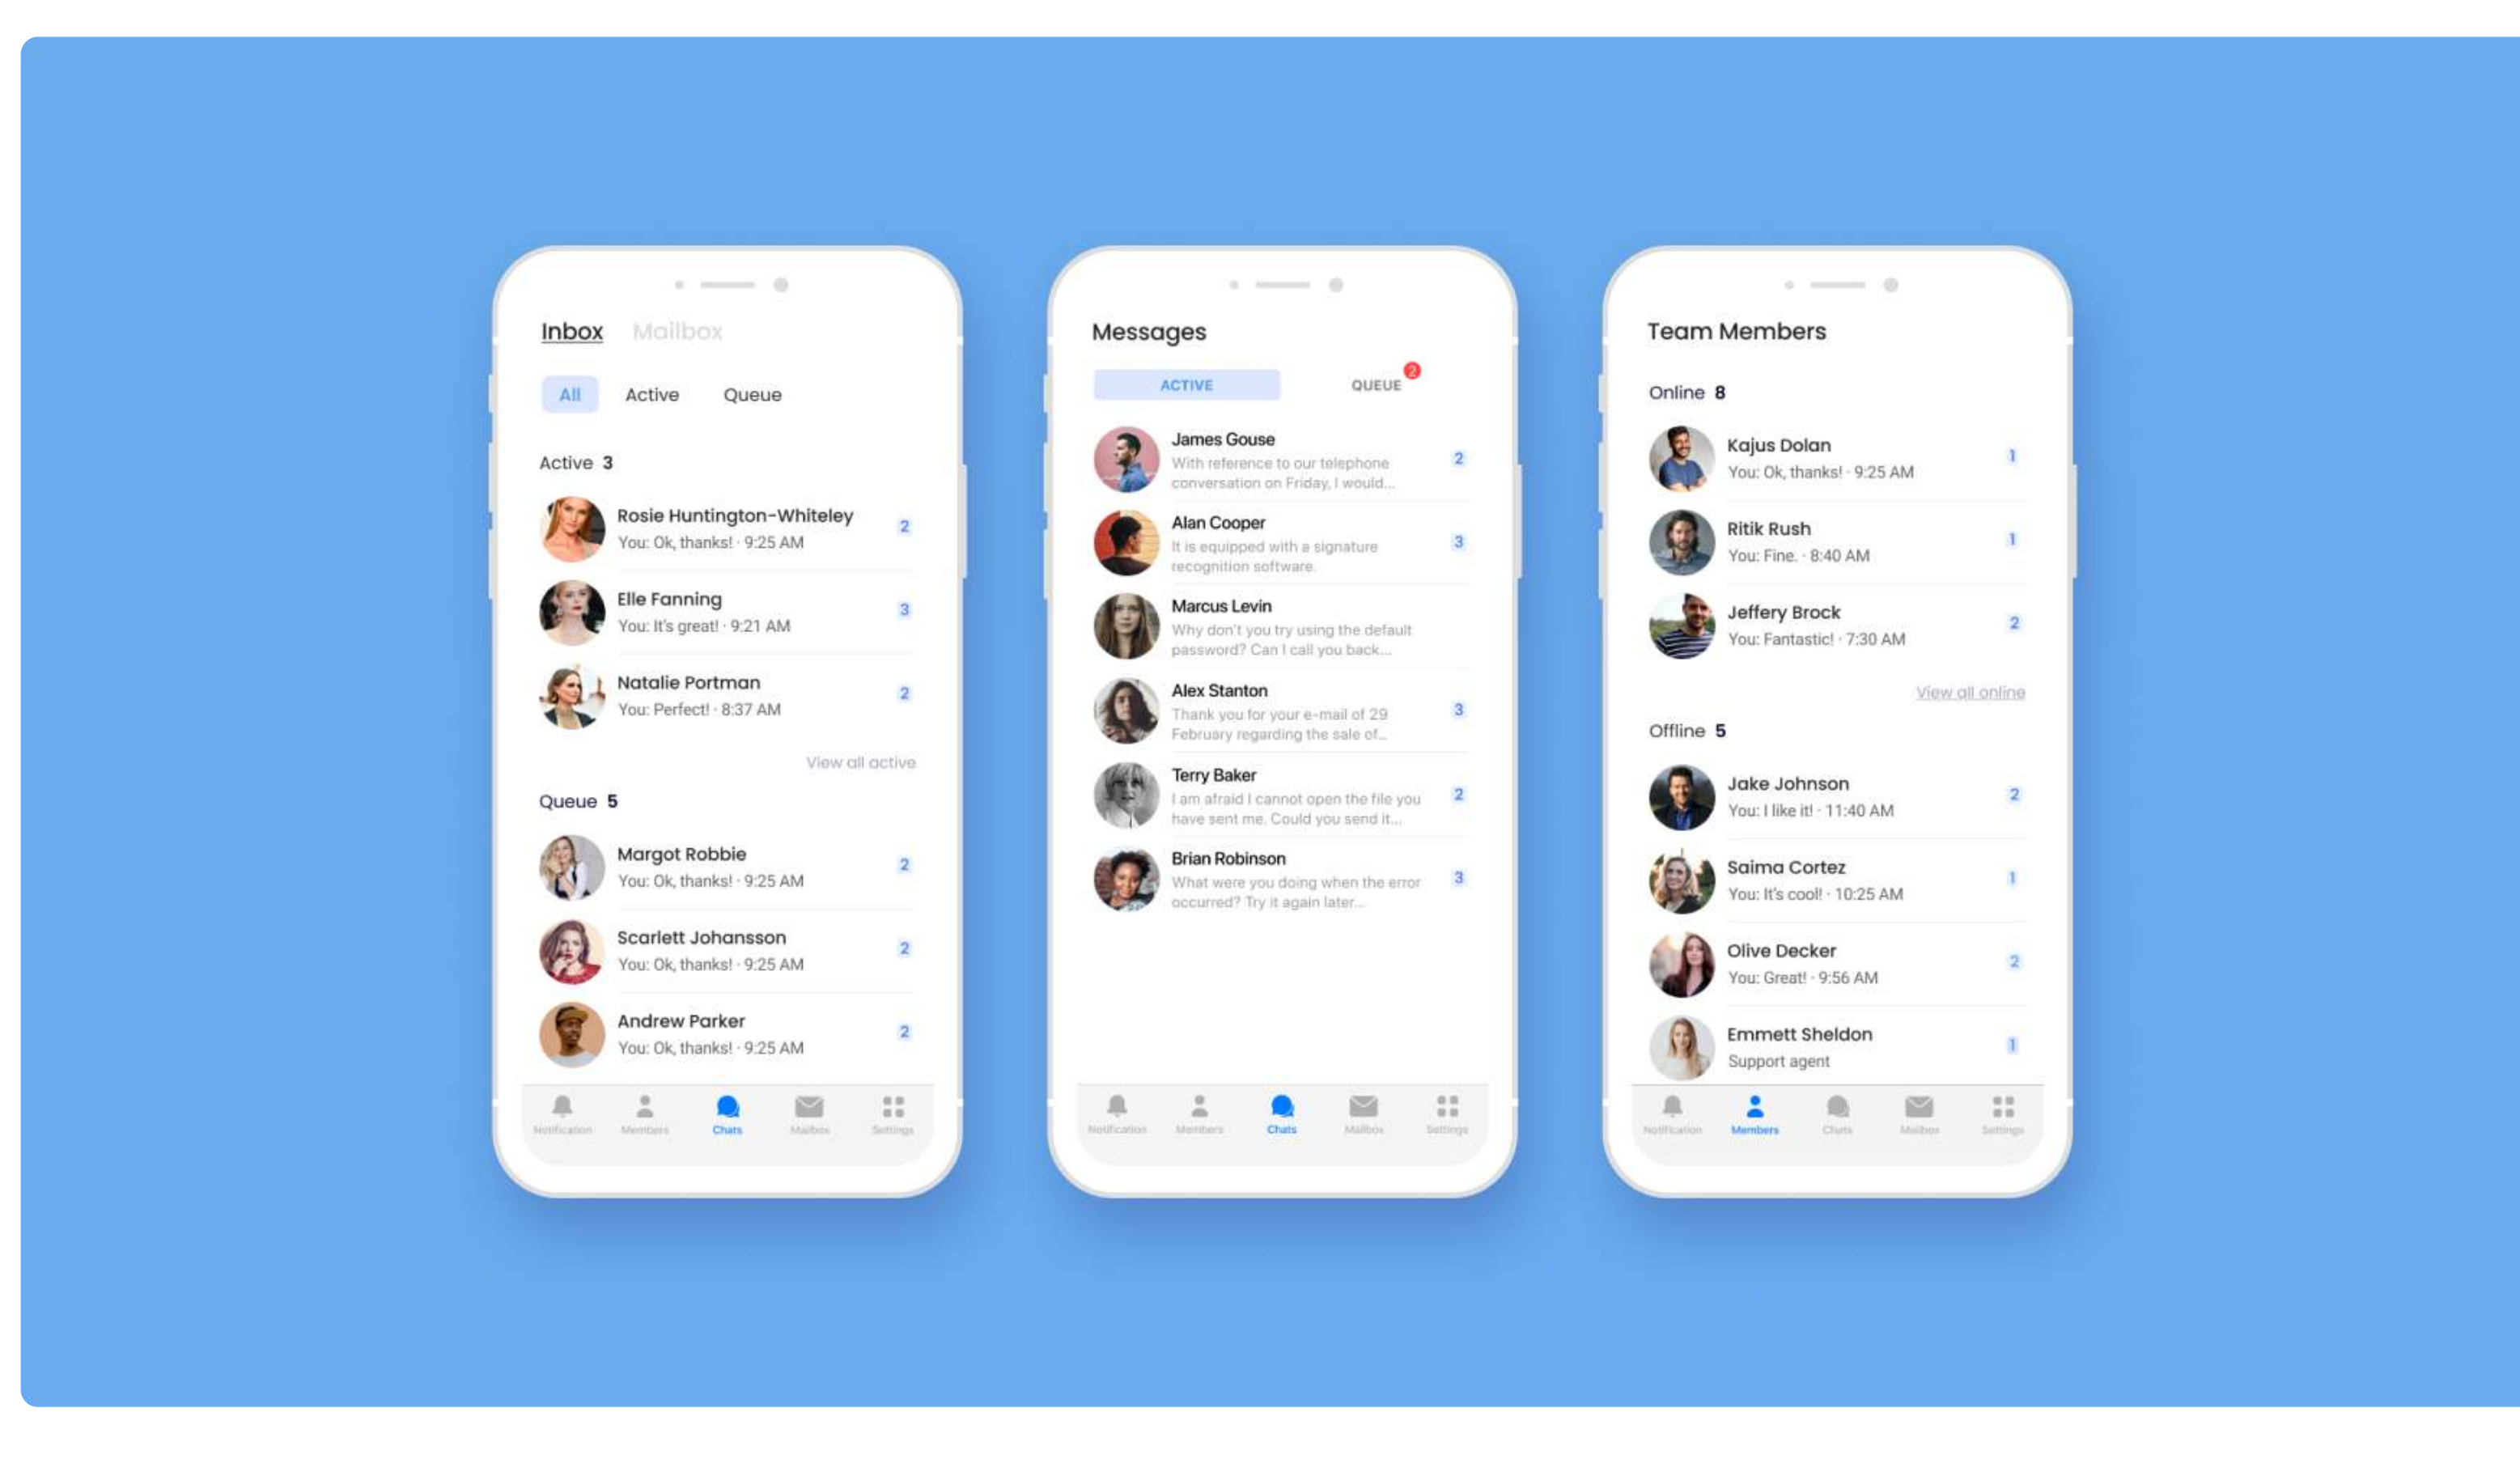 Inbox Mailbox
All Active Queue
Active 3
Rosie Huntington-Whiteley
You: Ok, thanks! · 9:25 AM
2
Elle Fanning
You: It's great! · 9:21 AM
3
Natalie Portman
You: Perfect! · 8:37 AM
2
View all active
Queue 5
Margot Robbie
You: Ok, thanks! · 9:25 AM
2
Scarlett Johansson
You: Ok, thanks! · 9:25 AM
2
Andrew Parker
You: Ok, thanks! · 9:25 AM
2
Notification Members Chats Mailbox Settings
Messages
ACTIVE QUEUE 2
James Gouse
With reference to our telephone
conversation on Friday, I would...
2
Alan Cooper
It is equipped with a signature
recognition software.
3
Marcus Levin
Why don't you try using the default
password? Can I call you back...
Alex Stanton
Thank you for your e-mail of 29
February regarding the sale of...
3
Terry Baker
I am afraid I cannot open the file you
have sent me. Could you send it...
2
Brian Robinson
What were you doing when the error
occurred? Try it again later...
3
Notification Members Chats Mailbox Settings
Team Members
Online 8
Kajus Dolan
You: Ok, thanks! · 9:25 AM
1
Ritik Rush
You: Fine. · 8:40 AM
1
Jeffery Brock
You: Fantastic! · 7:30 AM
2
View all online
Offline 5
Jake Johnson
You: I like it! · 11:40 AM
2
Saima Cortez
You: It's cool! · 10:25 AM
1
Olive Decker
You: Great! · 9:56 AM
2
Emmett Sheldon
Support agent
1
Notification Members Chats Mailbox Settings